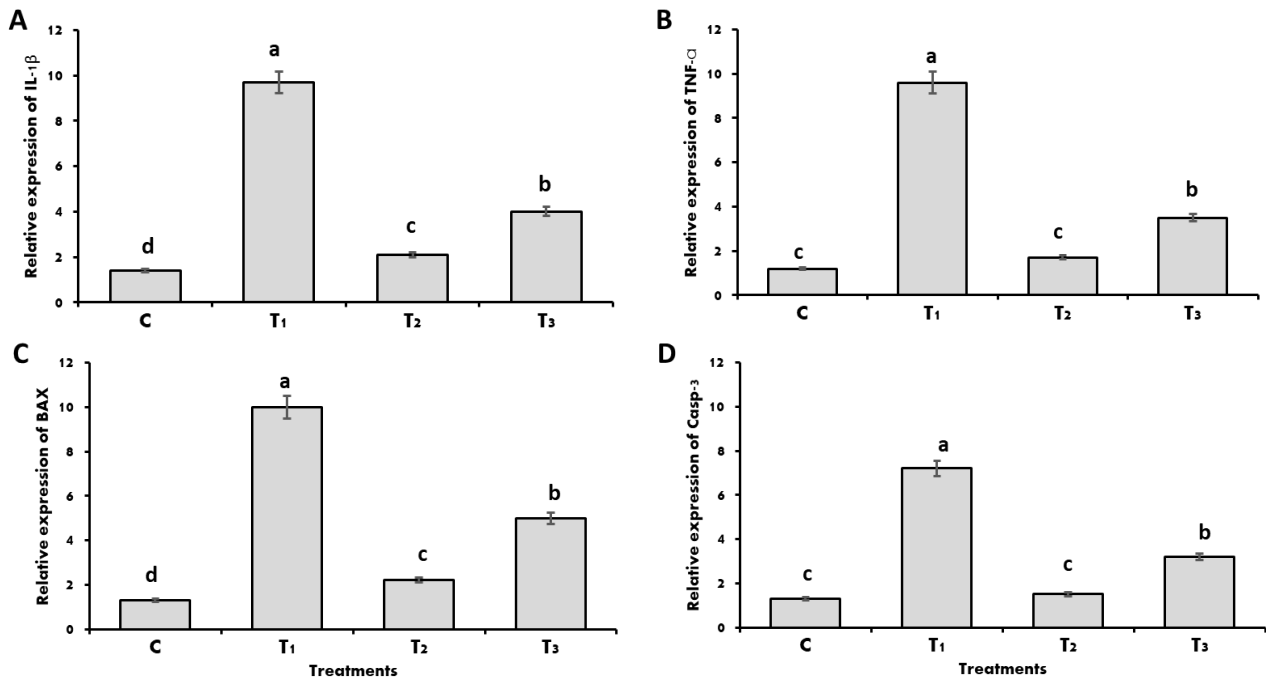 A
Relative expression of IL-1β
12
10
8
6
4
2
0
d
a
c
b
C
T1
T2
T3
B
Relative expression of TNF-α
12
10
8
6
4
2
0
c
a
c
b
C
T1
T2
T3
C
Relative expression of BAX
12
10
8
6
4
2
0
d
a
c
b
C
T1
T2
T3
Treatments
D
Relative expression of Casp-3
12
10
8
6
4
2
0
c
a
c
b
C
T1
T2
T3
Treatments